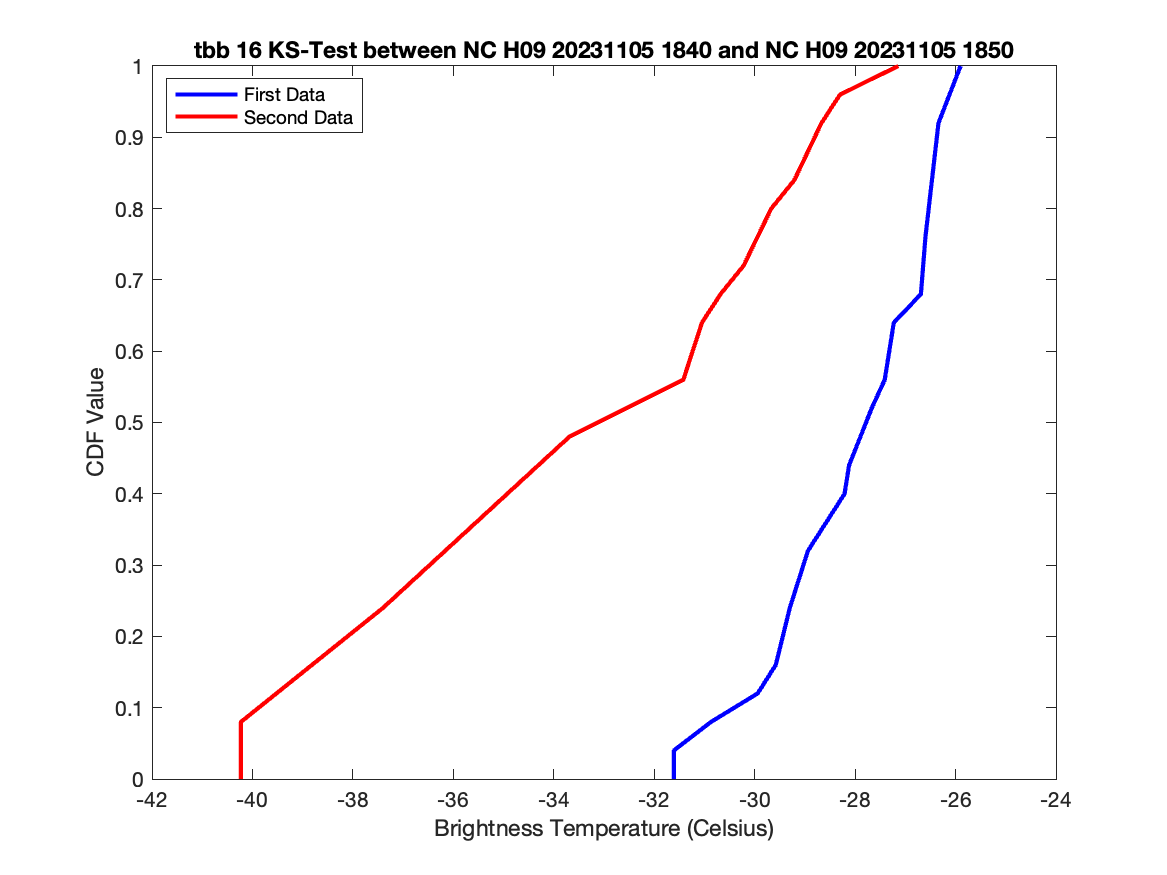 tbb 16 KS-Test between NC H09 20231105 1840 and NC H09 20231105 1850
First Data
Second Data
1
0.9
0.8
0.7
0.6
0.5
0.4
0.3
0.2
0.1
0
CDF Value
-42 -40 -38 -36 -34 -32 -30 -28 -26 -24
Brightness Temperature (Celsius)